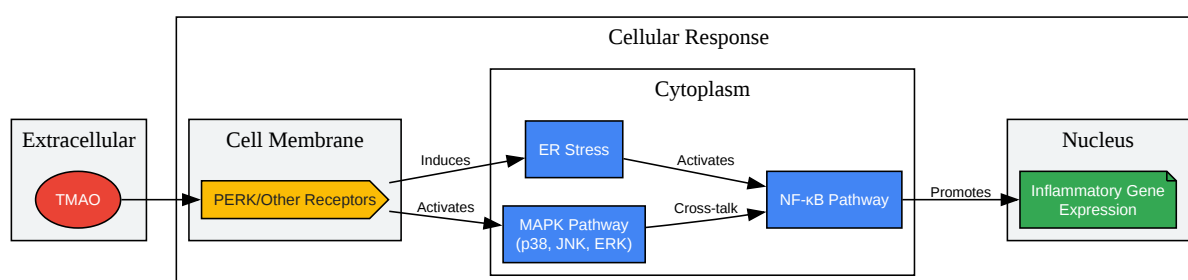 Cellular Response
Cytoplasm
Extracellular
Cell Membrane
Nucleus
TMAO
PERK/Other Receptors
Induces
Activates
ER Stress
MAPK Pathway
(p38, JNK, ERK)
Activates
Cross-talk
NF-κB Pathway
Promotes
Inflammatory Gene
Expression